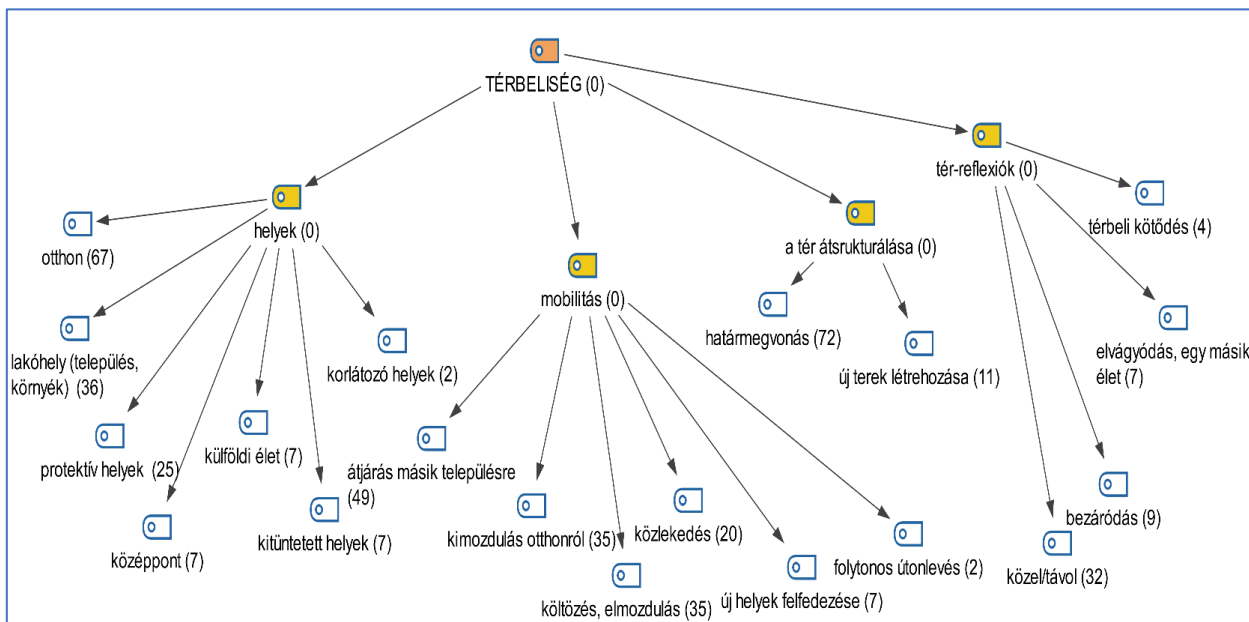 TÉRBELISÉG (0)
helyek (0)
otthon (67)
lakóhely (település,
környék) (36)
protektív helyek (25)
középpont (7)
külföldi élet (7)
kitüntetett helyek (7)
korlátozó helyek (2)
mobilitás (0)
átjárás másik településre
(49)
kimozdulás otthonról (35)
költözés, elmozdulás (35)
közlekedés (20)
új helyek felfedezése (7)
folytonos útonlevés (2)
a tér átsrukturálása (0)
határmegvonás (72)
új terek létrehozása (11)
tér-reflexiók (0)
térbeli kötődés (4)
elvágyódás, egy másik
élet (7)
bezáródás (9)
közel/távol (32)